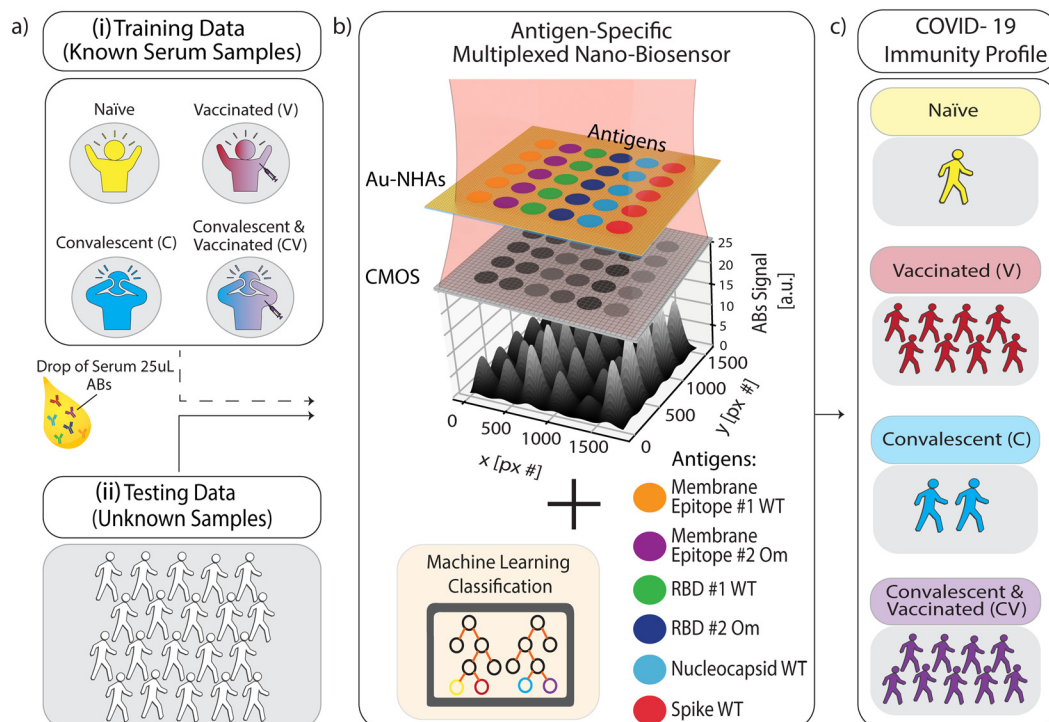 a)
(i) Training Data
(Known Serum Samples)
Naïve
Vaccinated (V)
Convalescent (C)
Convalescent &
Vaccinated (CV)
Drop of Serum 25uL
ABs
(ii) Testing Data
(Unknown Samples)
b)
Antigen-Specific
Multiplexed Nano-Biosensor
Antigens
Au-NHAs
CMOS
25
20
15
10
5
0
ABs Signal
[a.u.]
1500
1000
500
0
y [px #]
0
500
1000
1500
x [px #]
Machine Learning
Classification
Antigens:
Membrane
Epitope #1 WT
Membrane
Epitope #2 Om
RBD #1 WT
RBD #2 Om
Nucleocapsid WT
Spike WT
c)
COVID- 19
Immunity Profile
Naïve
Vaccinated (V)
Convalescent (C)
Convalescent &
Vaccinated (CV)